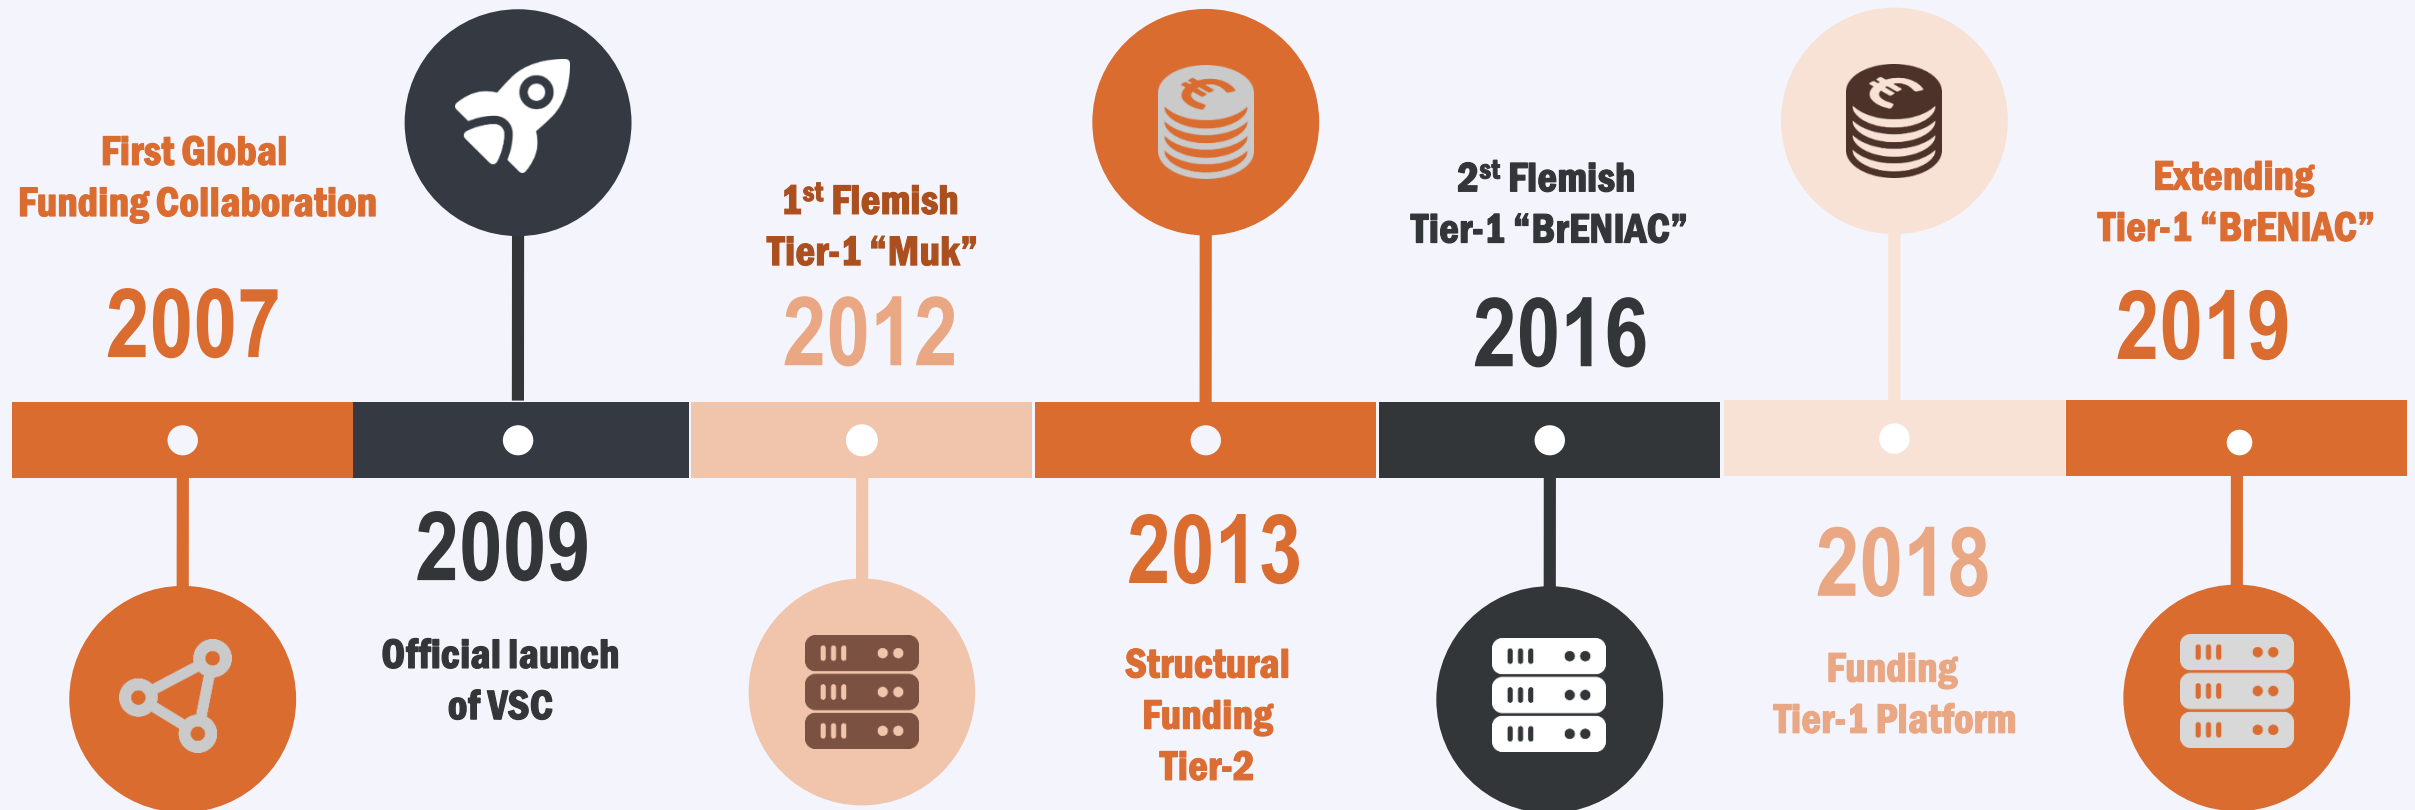 First Global
Funding Collaboration
2007
2009
Official launch
of VSC
1st Flemish
Tier-1 “Muk”
2012
2013
Structural
Funding
Tier-2
2st Flemish
Tier-1 “BrENIAC”
2016
2018
Funding
Tier-1 Platform
Extending
Tier-1 “BrENIAC”
2019